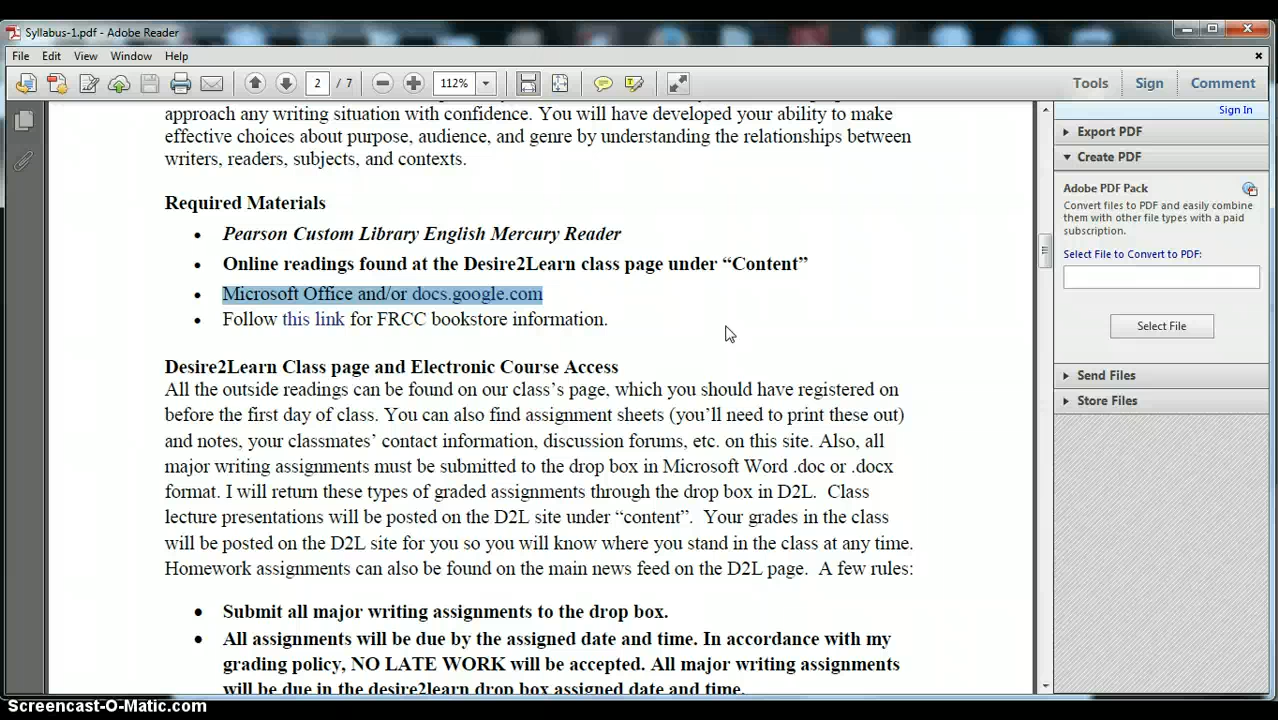 Syllabus-1.pdf - Adobe Reader
File Edit View Window Help
2 / 7 112% Tools Sign Comment
Sign In
Export PDF
Create PDF
Adobe PDF Pack
Convert files to PDF and easily combine
them with other file types with a paid
subscription.
Select File to Convert to PDF:
Select File
Send Files
Store Files
approach any writing situation with confidence. You will have developed your ability to make
effective choices about purpose, audience, and genre by understanding the relationships between
writers, readers, subjects, and contexts.
Required Materials
• Pearson Custom Library English Mercury Reader
• Online readings found at the Desire2Learn class page under “Content”
• Microsoft Office and/or docs.google.com
• Follow this link for FRCC bookstore information.
Desire2Learn Class page and Electronic Course Access
All the outside readings can be found on our class’s page, which you should have registered on
before the first day of class. You can also find assignment sheets (you’ll need to print these out)
and notes, your classmates’ contact information, discussion forums, etc. on this site. Also, all
major writing assignments must be submitted to the drop box in Microsoft Word .doc or .docx
format. I will return these types of graded assignments through the drop box in D2L. Class
lecture presentations will be posted on the D2L site under “content”. Your grades in the class
will be posted on the D2L site for you so you will know where you stand in the class at any time.
Homework assignments can also be found on the main news feed on the D2L page. A few rules:
• Submit all major writing assignments to the drop box.
• All assignments will be due by the assigned date and time. In accordance with my
grading policy, NO LATE WORK will be accepted. All major writing assignments
will be due in the desire2learn drop box assigned date and time.
Screencast-O-Matic.com